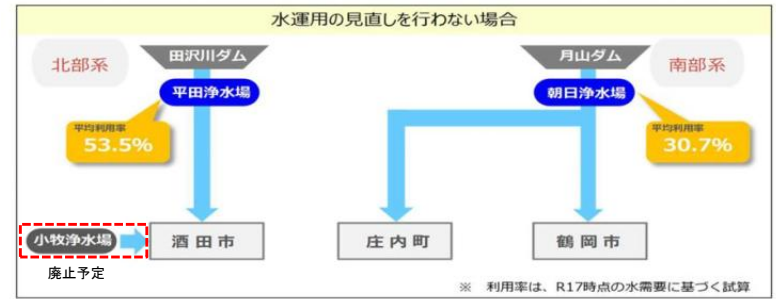 水運用の見直しを行わない場合
北部系
田沢川ダム
月山ダム
南部系
平田浄水場
朝日浄水場
平均利用率
53.5%
平均利用率
30.7%
小牧浄水場
酒田市
庄内町
鶴岡市
廃止予定
※ 利用率は、R17時点の水需要に基づく試算